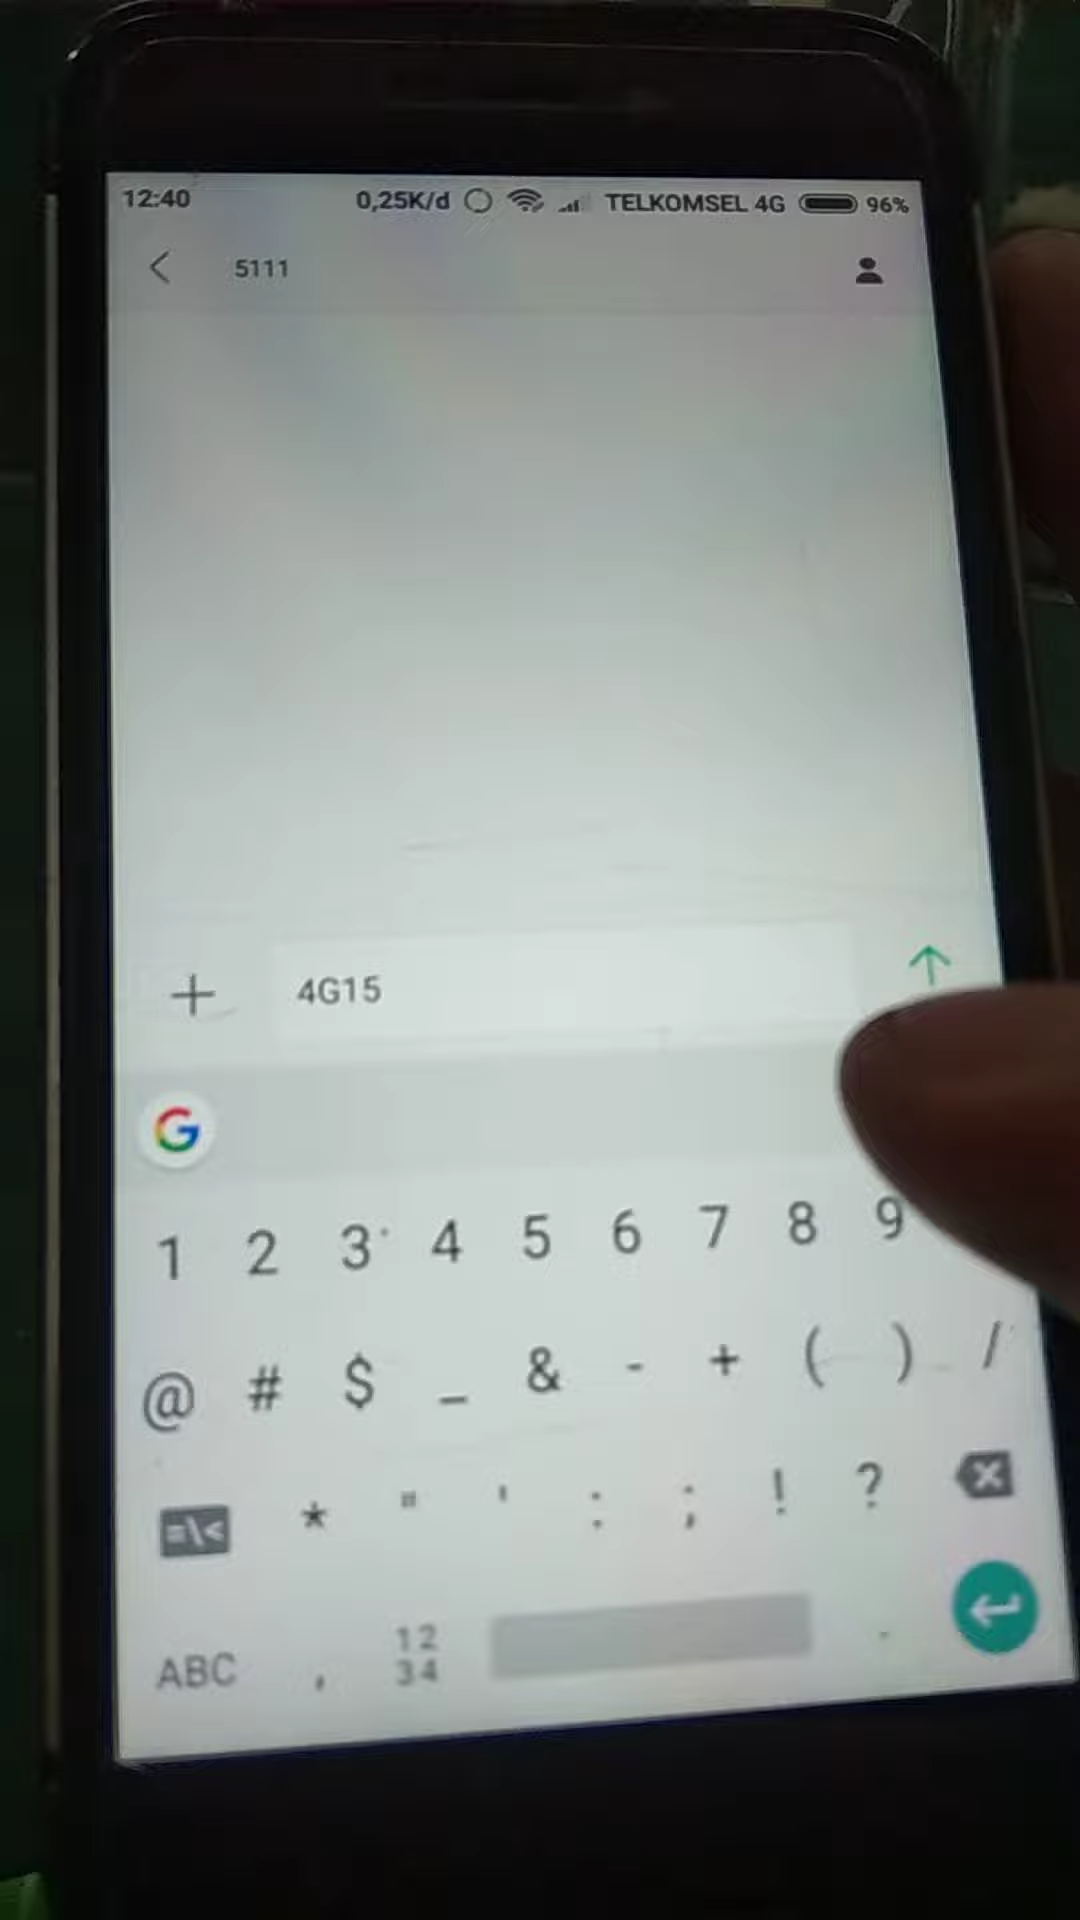 12:40 0,25K/d TELKOMSEL 4G 96%
5111
4G15
G
1 2 3 4 5 6 7 8 9
@ # $ _ & - + ( ) /
=\< * " ' : ; ! ?
ABC , 12 34 .